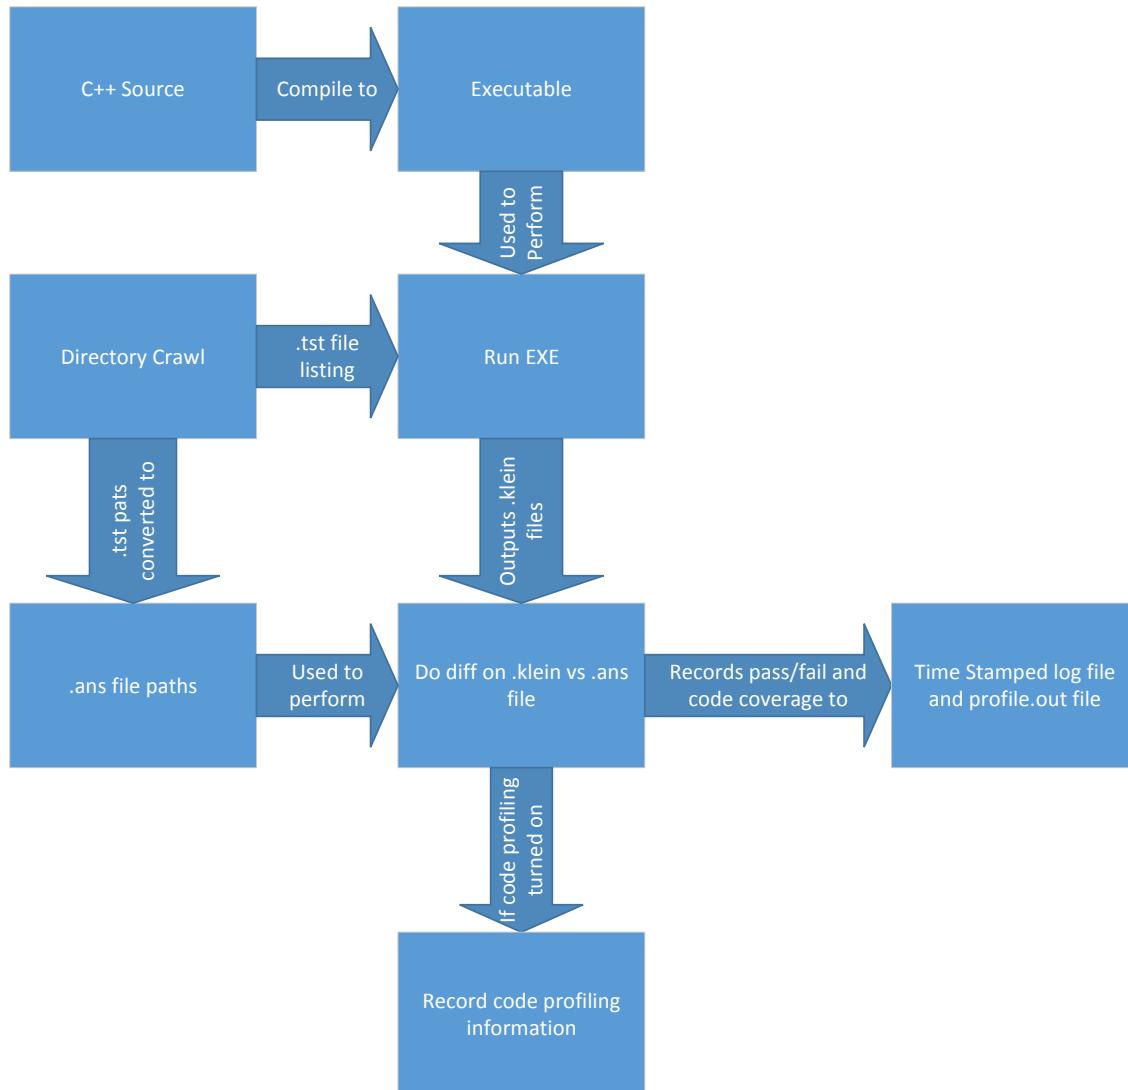 C++ Source
Compile to
Executable
Used to
Perform
Directory Crawl
.tst file
listing
Run EXE
.tst pats
converted to
Outputs .klein
files
.ans file paths
Used to
perform
Do diff on .klein vs .ans
file
Records pass/fail and
code coverage to
Time Stamped log file
and profile.out file
If code profiling
turned on
Record code profiling
information